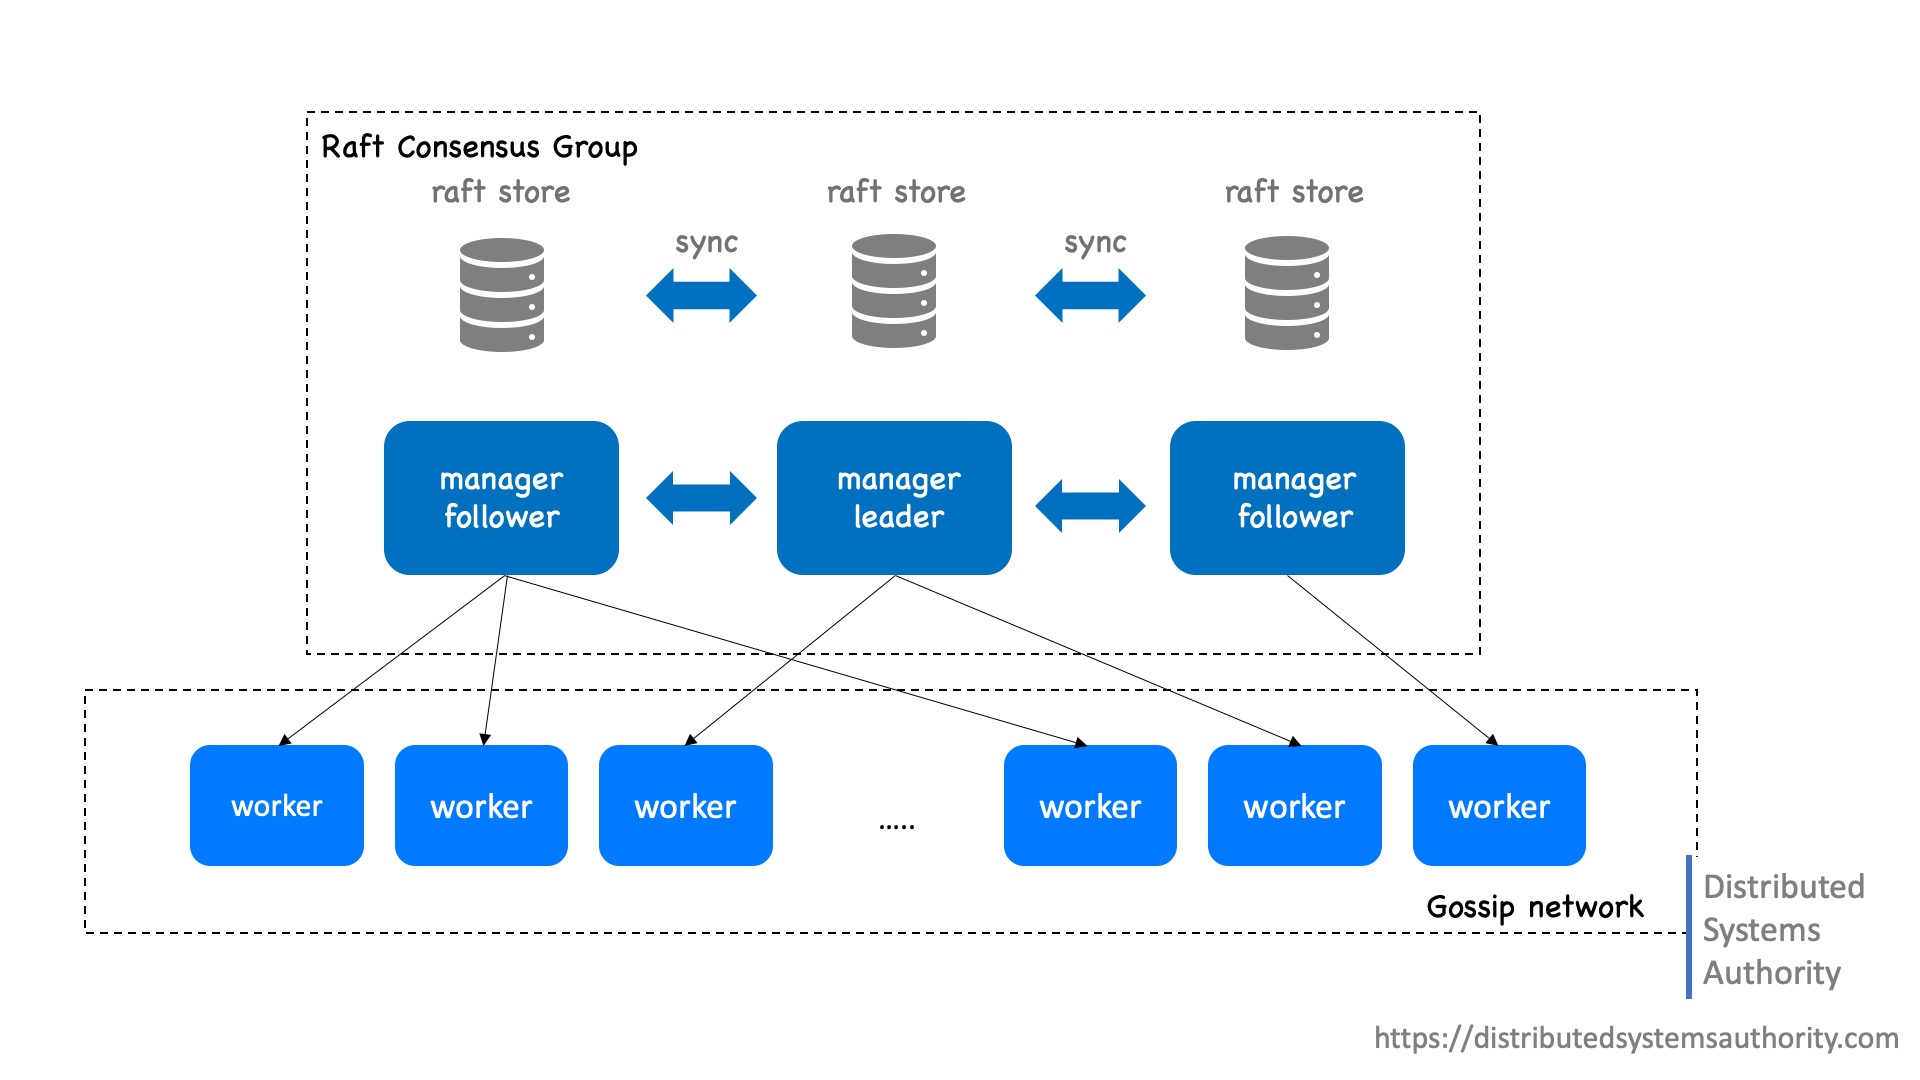 Raft Consensus Group
raft store
raft store
raft store
sync
sync
manager
follower
manager
leader
manager
follower
worker
worker
worker
.....
worker
worker
worker
Gossip network
Distributed
Systems
Authority
https://distributedsystemsauthority.com